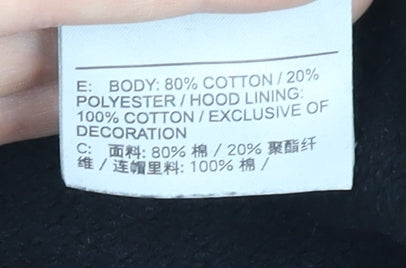 E: BODY: 80% COTTON / 20%
POLYESTER / HOOD LINING:
100% COTTON / EXCLUSIVE OF
DECORATION
C: 面料: 80% 棉 / 20% 聚酯纤
维 / 连帽里料: 100% 棉 /